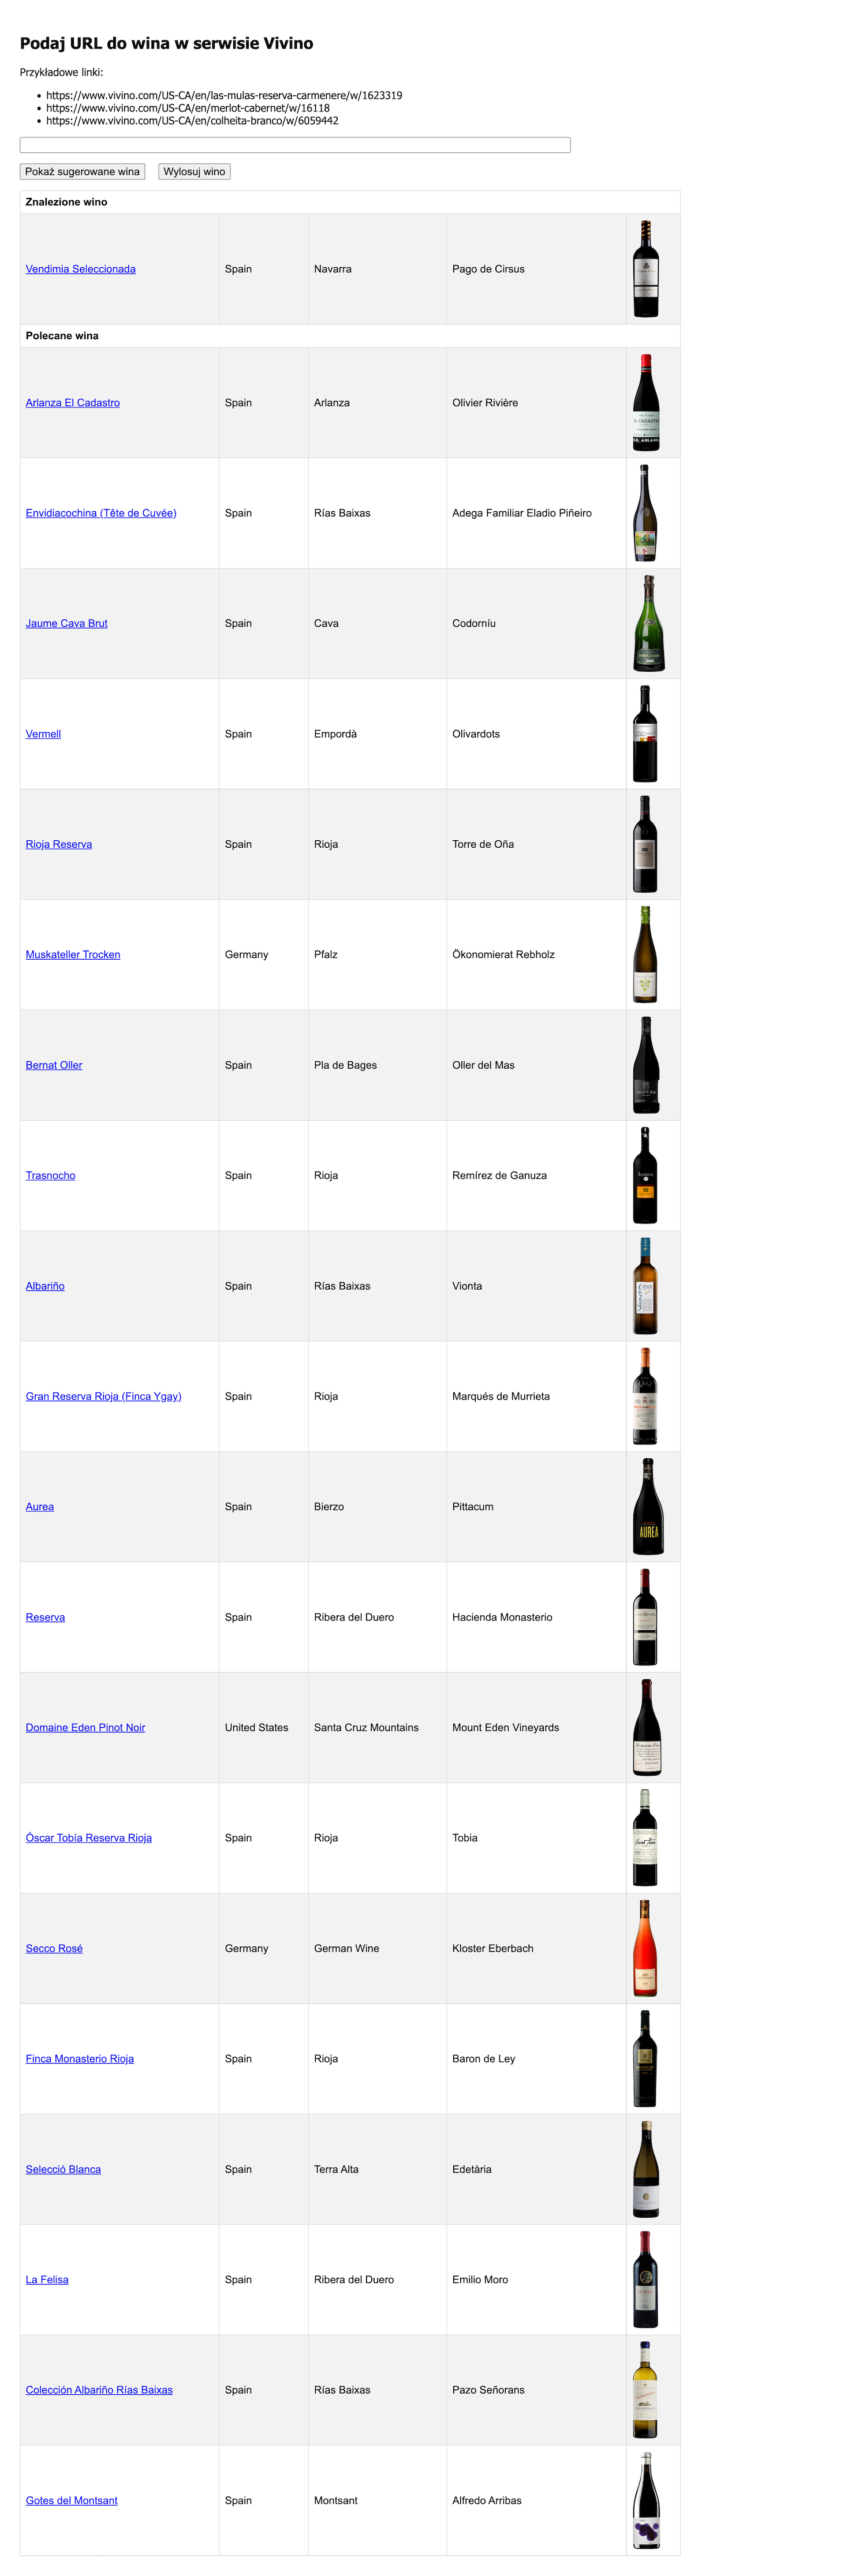 Podaj URL do wina w serwisie Vivino
Przykładowe linki:
• https://www.vivino.com/US-CA/en/las-mulas-reserva-carmenere/w/1623319
• https://www.vivino.com/US-CA/en/merlot-cabernet/w/16118
• https://www.vivino.com/US-CA/en/colheita-branco/w/6059442
Pokaż sugerowane wina Wylosuj wino
Znalezione wino
Vendimia Seleccionada Spain Navarra Pago de Cirsus
Polecane wina
Arlanza El Cadastro Spain Arlanza Olivier Rivière
Envidiacochina (Tête de Cuvée) Spain Rías Baixas Adega Familiar Eladio Piñeiro
Jaume Cava Brut Spain Cava Codorníu
Vermell Spain Empordà Olivardots
Rioja Reserva Spain Rioja Torre de Oña
Muskateller Trocken Germany Pfalz Ökonomierat Rebholz
Bernat Oller Spain Pla de Bages Oller del Mas
Trasnocho Spain Rioja Remírez de Ganuza
Albariño Spain Rías Baixas Vionta
Gran Reserva Rioja (Finca Ygay) Spain Rioja Marqués de Murrieta
Aurea Spain Bierzo Pittacum
AUREA
Reserva Spain Ribera del Duero Hacienda Monasterio
Domaine Eden Pinot Noir United States Santa Cruz Mountains Mount Eden Vineyards
Óscar Tobía Reserva Rioja Spain Rioja Tobia
Secco Rosé Germany German Wine Kloster Eberbach
Finca Monasterio Rioja Spain Rioja Baron de Ley
Selecció Blanca Spain Terra Alta Edetària
La Felisa Spain Ribera del Duero Emilio Moro
Colección Albariño Rías Baixas Spain Rías Baixas Pazo Señorans
Gotes del Montsant Spain Montsant Alfredo Arribas